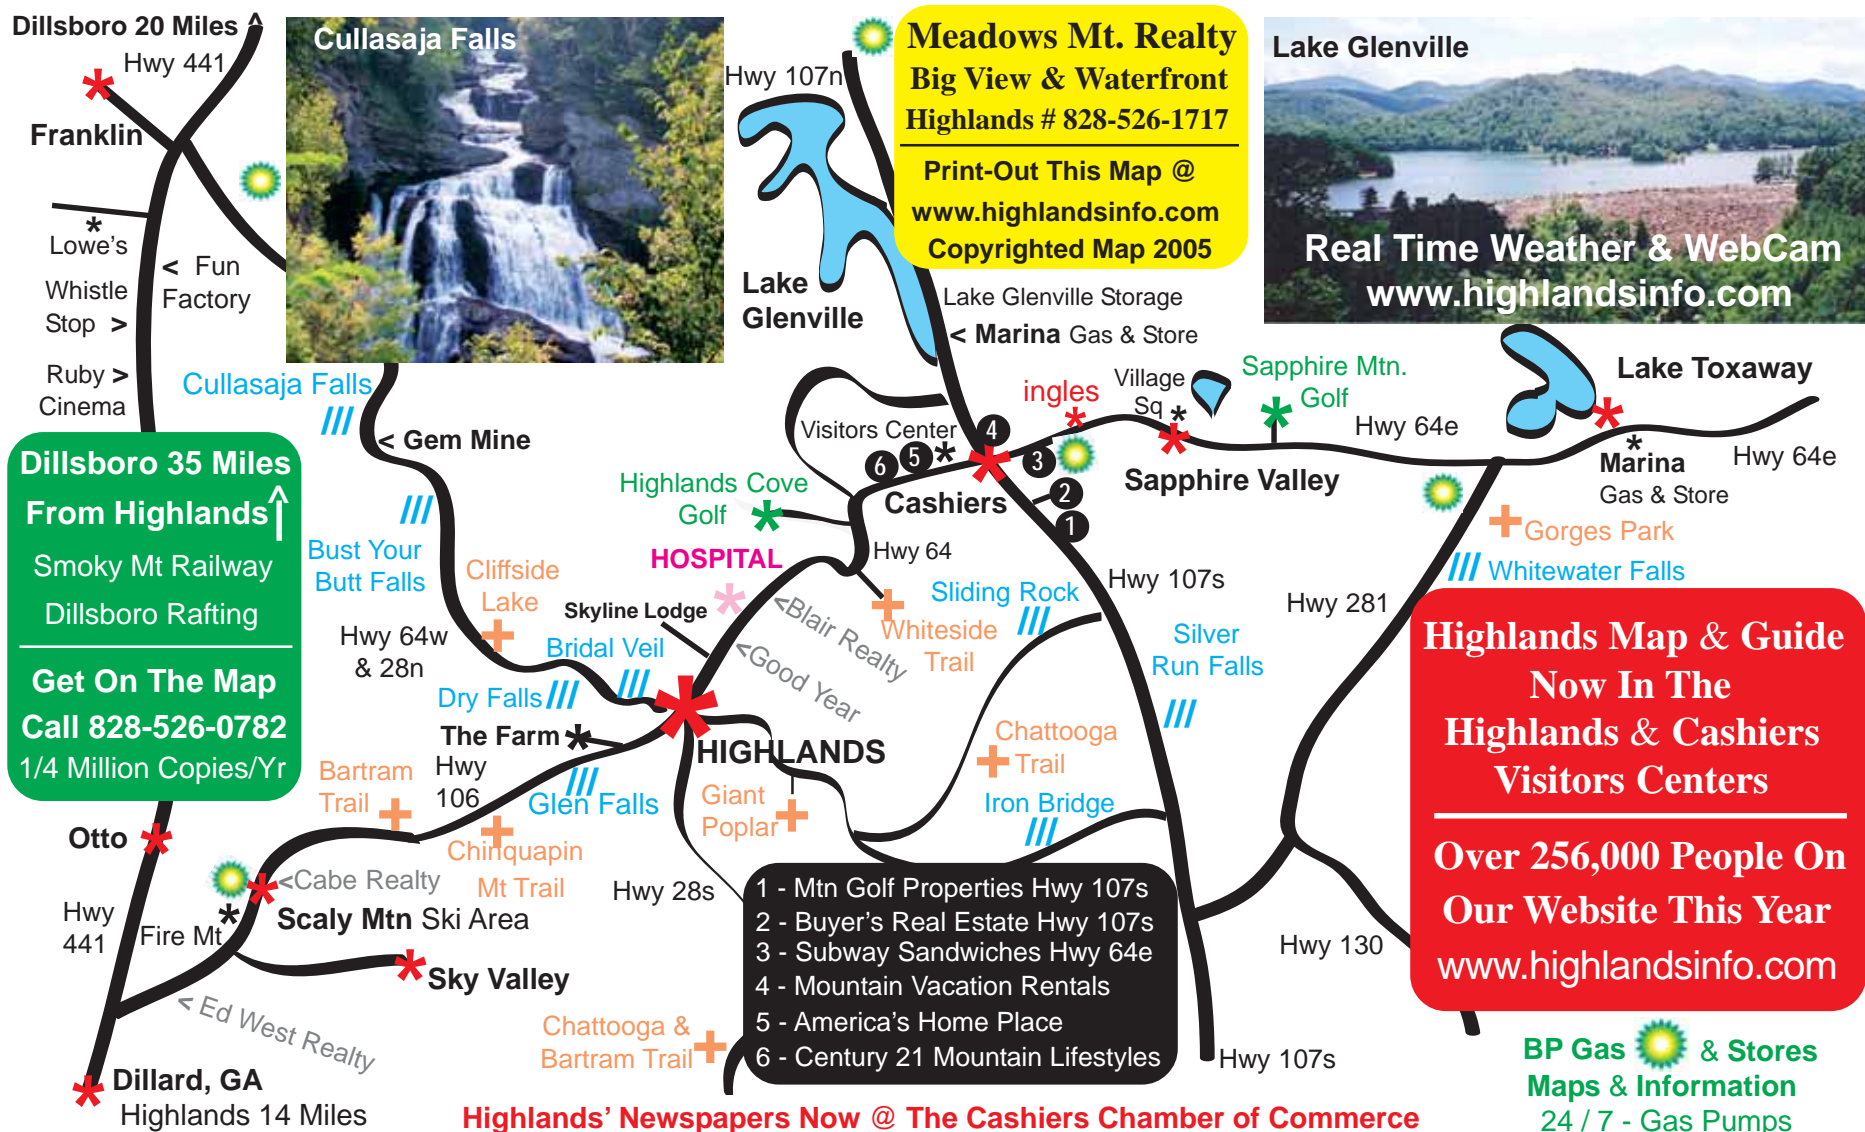 Dillsboro 20 Miles ^
Hwy 441
Franklin
Lowe's
< Fun
Factory
Whistle
Stop >
Ruby >
Cinema
Cullasaja Falls
Hwy 107n
Meadows Mt. Realty
Big View & Waterfront
Highlands # 828-526-1717
Print-Out This Map @
www.highlandsinfo.com
Copyrighted Map 2005
Lake Glenville
Real Time Weather & WebCam
www.highlandsinfo.com
Lake
Glenville
Lake Glenville Storage
< Marina Gas & Store
Cullasaja Falls
< Gem Mine
Visitors Center
ingles
Village
Sq
Sapphire Mtn.
Golf
Hwy 64e
Lake Toxaway
Marina
Gas & Store
Hwy 64e
4
5
6
3
2
1
Cashiers
Sapphire Valley
Dillsboro 35 Miles
From Highlands
Smoky Mt Railway
Dillsboro Rafting
Get On The Map
Call 828-526-0782
1/4 Million Copies/Yr
Highlands Cove
Golf
HOSPITAL
Hwy 64
Bust Your
Butt Falls
Cliffside
Lake
Skyline Lodge
<Blair Realty
<Good Year
Whiteside
Trail
Sliding Rock
Hwy 107s
Silver
Run Falls
Hwy 281
Gorges Park
Whitewater Falls
Hwy 64w
& 28n
Bridal Veil
Dry Falls
The Farm
HIGHLANDS
Hwy
106
Glen Falls
Bartram
Trail
Chinquapin
Mt Trail
Giant
Poplar
Chattooga
Trail
Iron Bridge
Highlands Map & Guide
Now In The
Highlands & Cashiers
Visitors Centers
Over 256,000 People On
Our Website This Year
www.highlandsinfo.com
Otto
<Cabe Realty
Scaly Mtn Ski Area
Hwy
441
Fire Mt
Sky Valley
< Ed West Realty
Hwy 28s
1 - Mtn Golf Properties Hwy 107s
2 - Buyer's Real Estate Hwy 107s
3 - Subway Sandwiches Hwy 64e
4 - Mountain Vacation Rentals
5 - America's Home Place
6 - Century 21 Mountain Lifestyles
Hwy 130
Chattooga &
Bartram Trail
Hwy 107s
Dillard, GA
Highlands 14 Miles
Highlands' Newspapers Now @ The Cashiers Chamber of Commerce
BP Gas & Stores
Maps & Information
24 / 7 - Gas Pumps